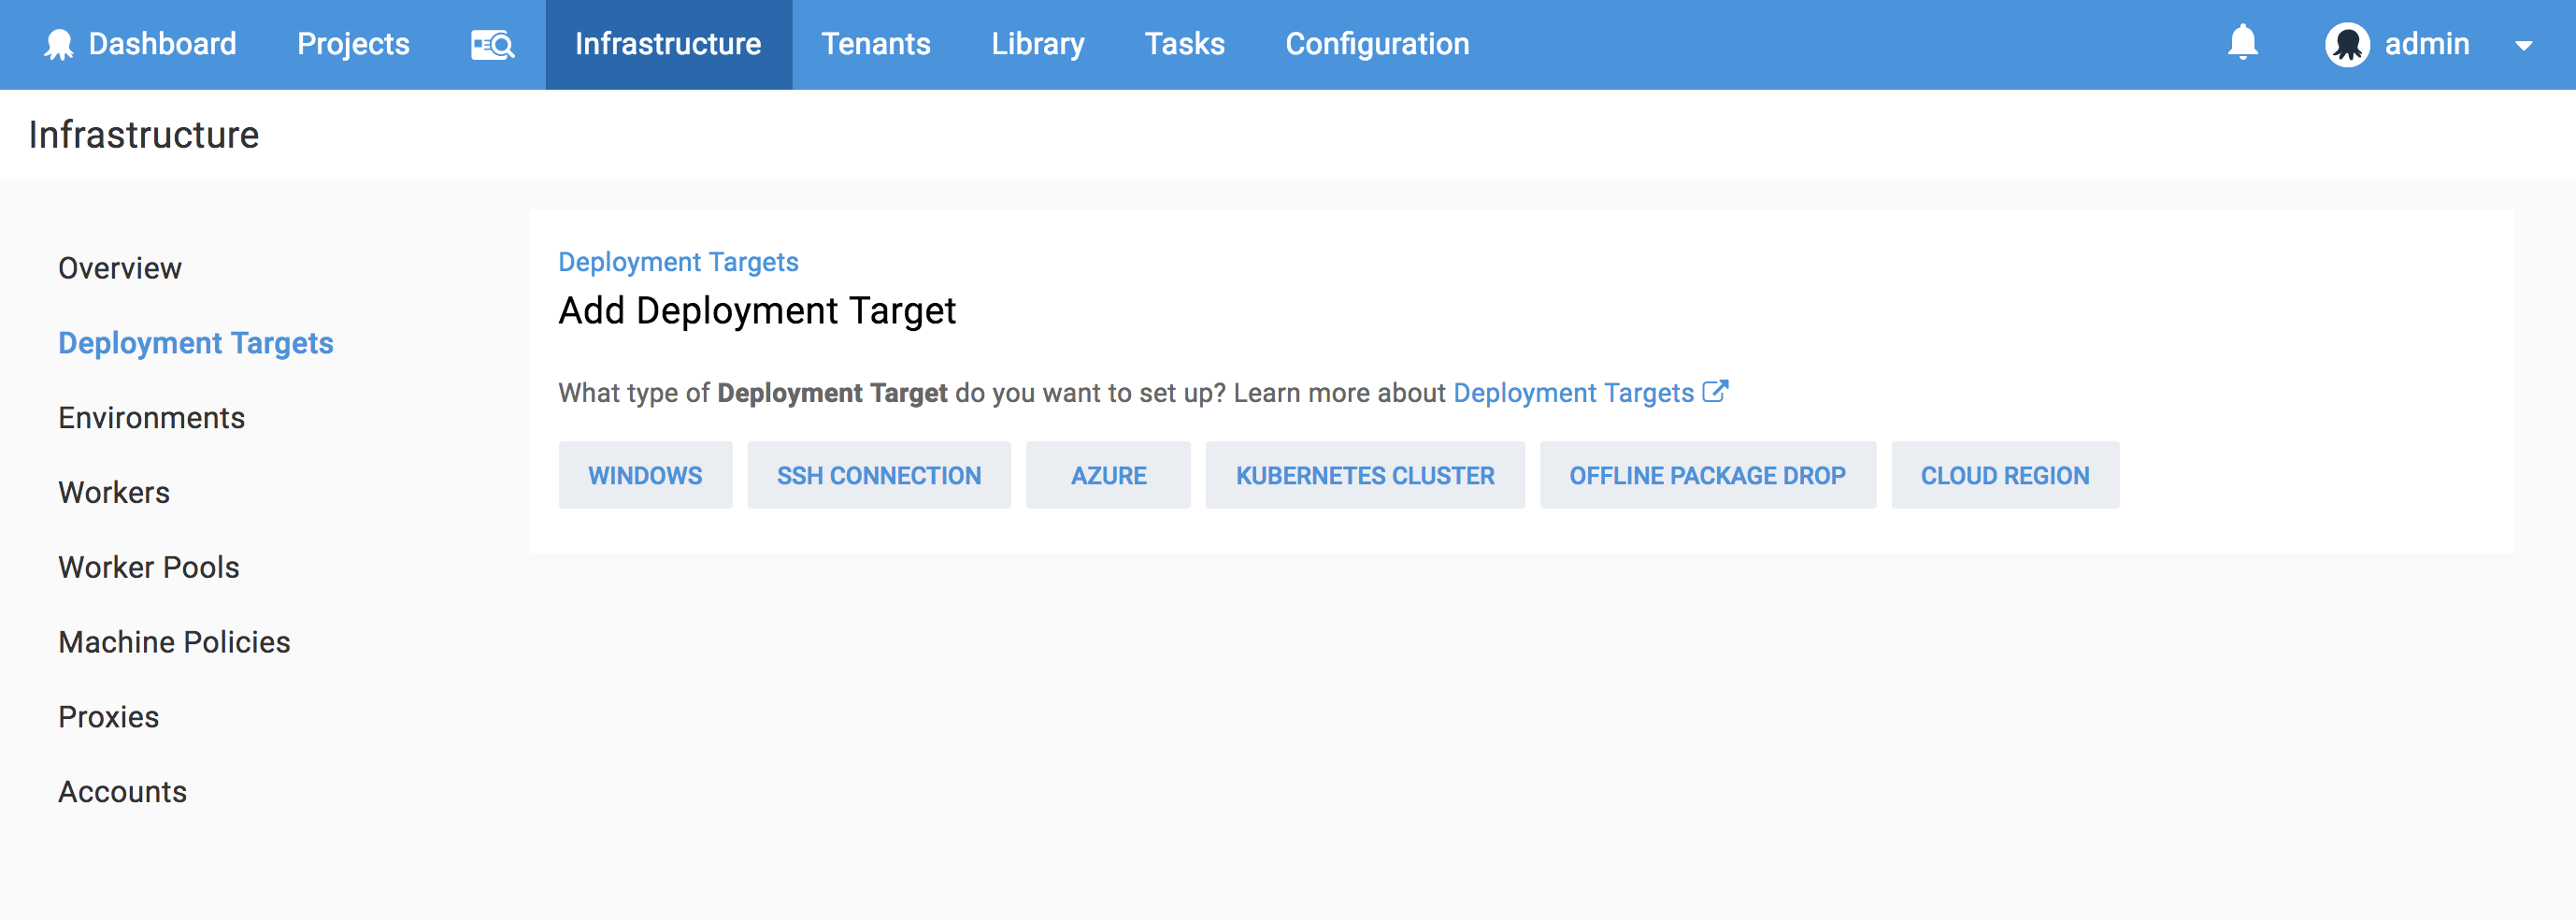 Dashboard Projects Infrastructure Tenants Library Tasks Configuration admin
Infrastructure
Overview
Deployment Targets
Environments
Workers
Worker Pools
Machine Policies
Proxies
Accounts
Deployment Targets
Add Deployment Target
What type of Deployment Target do you want to set up? Learn more about Deployment Targets
WINDOWS SSH CONNECTION AZURE KUBERNETES CLUSTER OFFLINE PACKAGE DROP CLOUD REGION